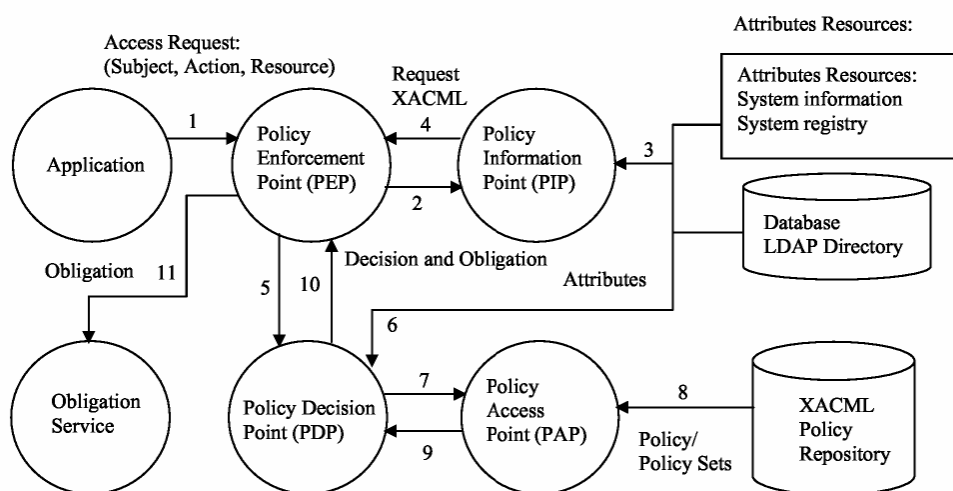 Attributes Resources:
Access Request:
(Subject, Action, Resource)
Request
XACML
Attributes Resources:
System information
System registry
1
4
3
2
Application
Policy
Enforcement
Point (PEP)
Policy
Information
Point (PIP)
Database
LDAP Directory
Obligation
11
5
10
Decision and Obligation
Attributes
6
Obligation
Service
Policy Decision
Point (PDP)
7
9
Policy
Access
Point (PAP)
8
Policy/
Policy Sets
XACML
Policy
Repository